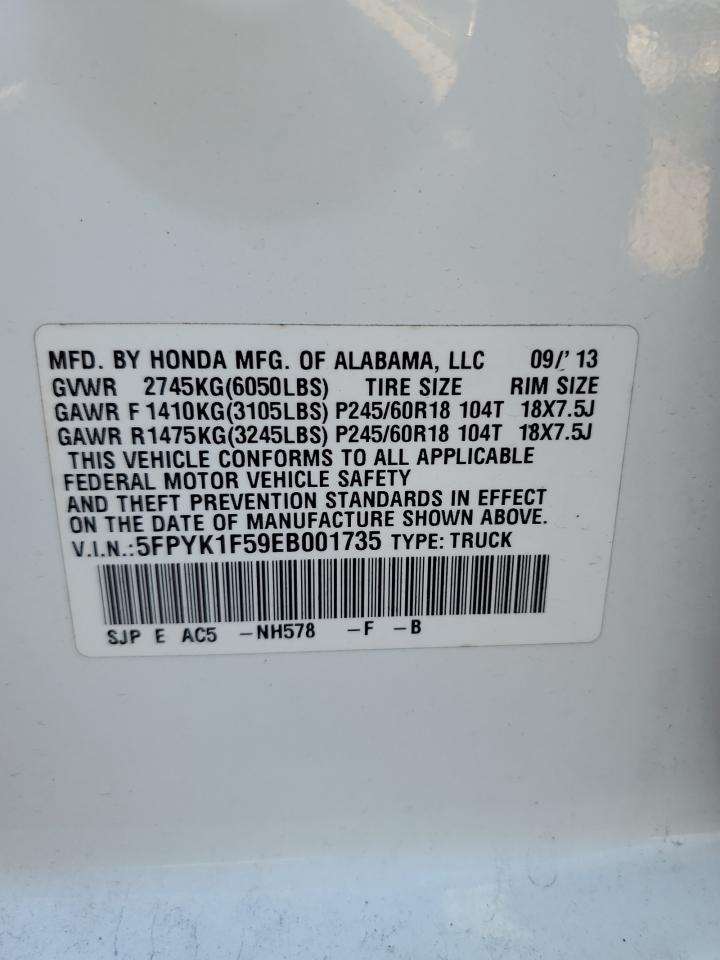 MFD. BY HONDA MFG. OF ALABAMA, LLC 09/' 13
GVWR 2745KG(6050LBS) TIRE SIZE RIM SIZE
GAWR F 1410KG(3105LBS) P245/60R18 104T 18X7.5J
GAWR R1475KG(3245LBS) P245/60R18 104T 18X7.5J
THIS VEHICLE CONFORMS TO ALL APPLICABLE
FEDERAL MOTOR VEHICLE SAFETY
AND THEFT PREVENTION STANDARDS IN EFFECT
ON THE DATE OF MANUFACTURE SHOWN ABOVE.
V.I.N.:5FPYK1F59EB001735 TYPE: TRUCK
SJP E AC5 -NH578 -F -B